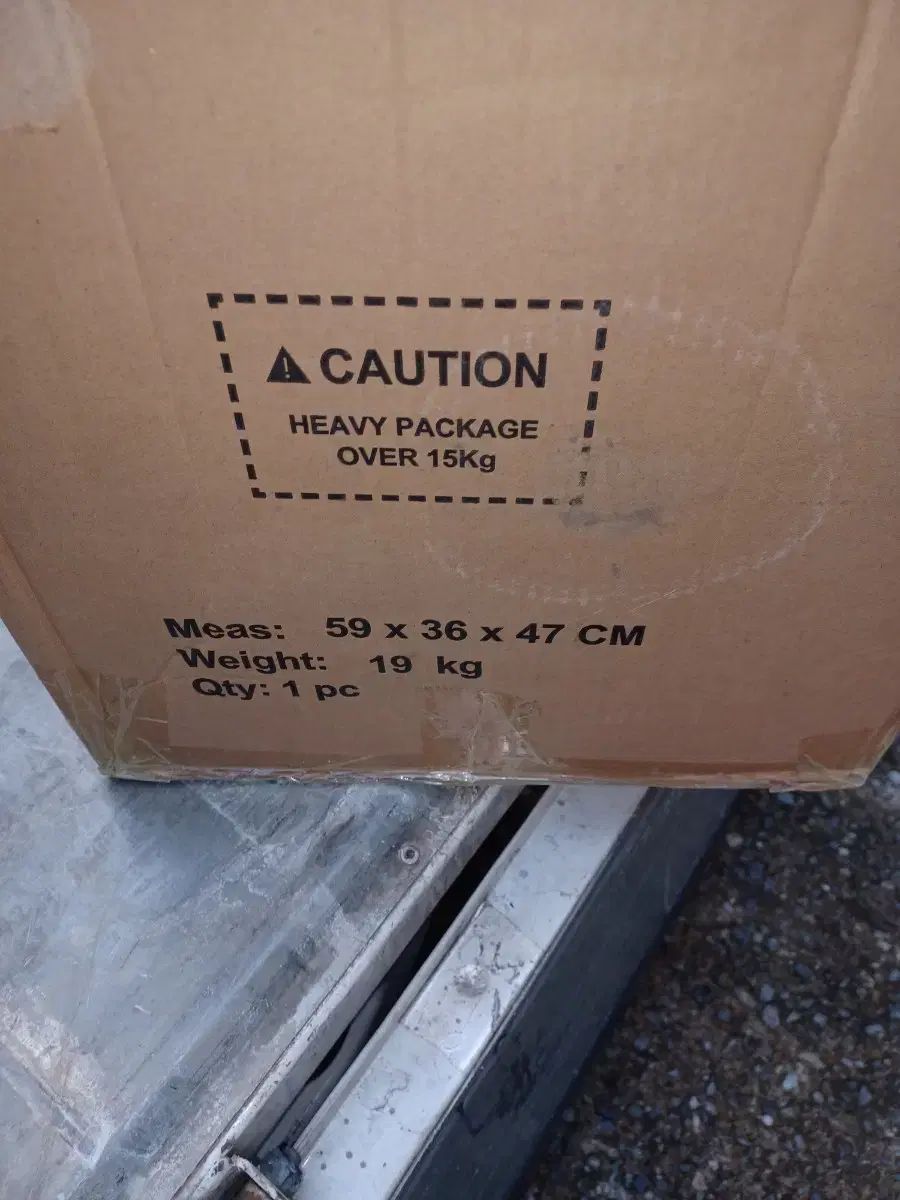 CAUTION
HEAVY PACKAGE
OVER 15Kg
Meas: 59 x 36 x 47 CM
Weight: 19 kg
Qty: 1 pc